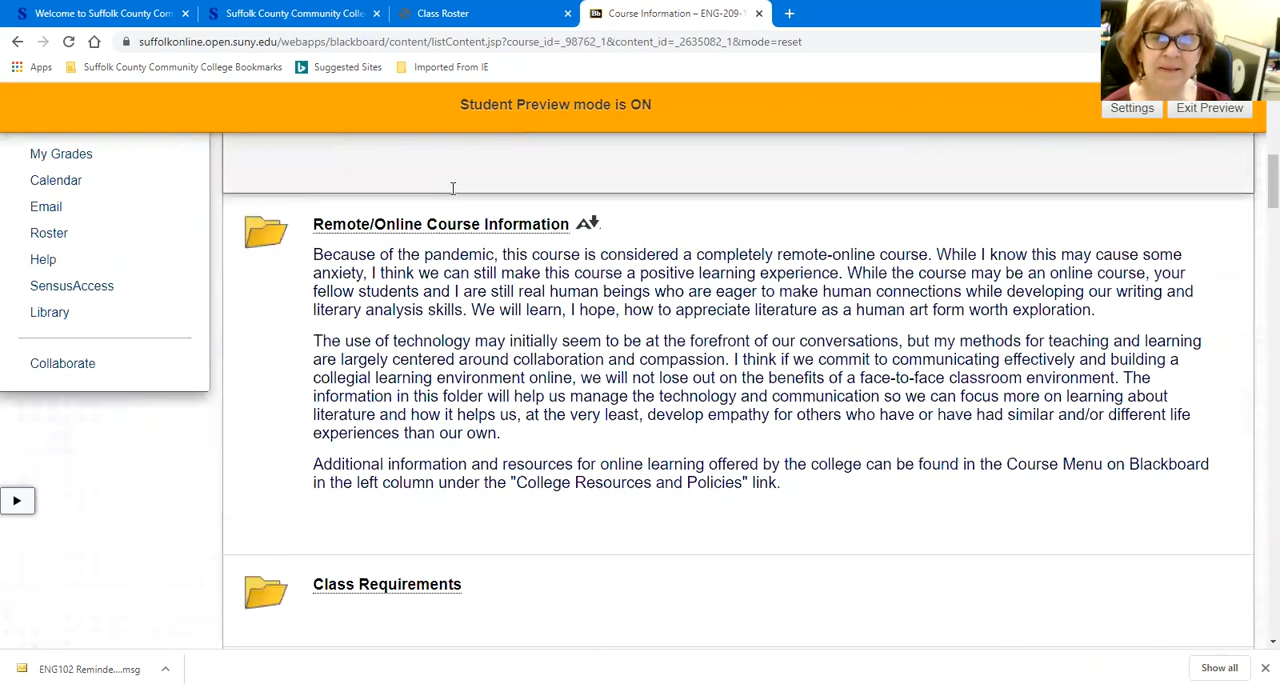 Welcome to Suffolk County Com
Suffolk County Community Colle
Class Roster
Course Information – ENG-209-1
suffolkonline.open.suny.edu/webapps/blackboard/content/listContent.jsp?course_id=_98762_1&content_id=_2635082_1&mode=reset
Apps
Suffolk County Community College Bookmarks
Suggested Sites
Imported From IE
Student Preview mode is ON
Settings
Exit Preview
My Grades
Calendar
Email
Roster
Help
SensusAccess
Library
Collaborate
Remote/Online Course Information
Because of the pandemic, this course is considered a completely remote-online course. While I know this may cause some
anxiety, I think we can still make this course a positive learning experience. While the course may be an online course, your
fellow students and I are still real human beings who are eager to make human connections while developing our writing and
literary analysis skills. We will learn, I hope, how to appreciate literature as a human art form worth exploration.
The use of technology may initially seem to be at the forefront of our conversations, but my methods for teaching and learning
are largely centered around collaboration and compassion. I think if we commit to communicating effectively and building a
collegial learning environment online, we will not lose out on the benefits of a face-to-face classroom environment. The
information in this folder will help us manage the technology and communication so we can focus more on learning about
literature and how it helps us, at the very least, develop empathy for others who have or have had similar and/or different life
experiences than our own.
Additional information and resources for online learning offered by the college can be found in the Course Menu on Blackboard
in the left column under the "College Resources and Policies" link.
Class Requirements
ENG102 Reminde....msg
Show all